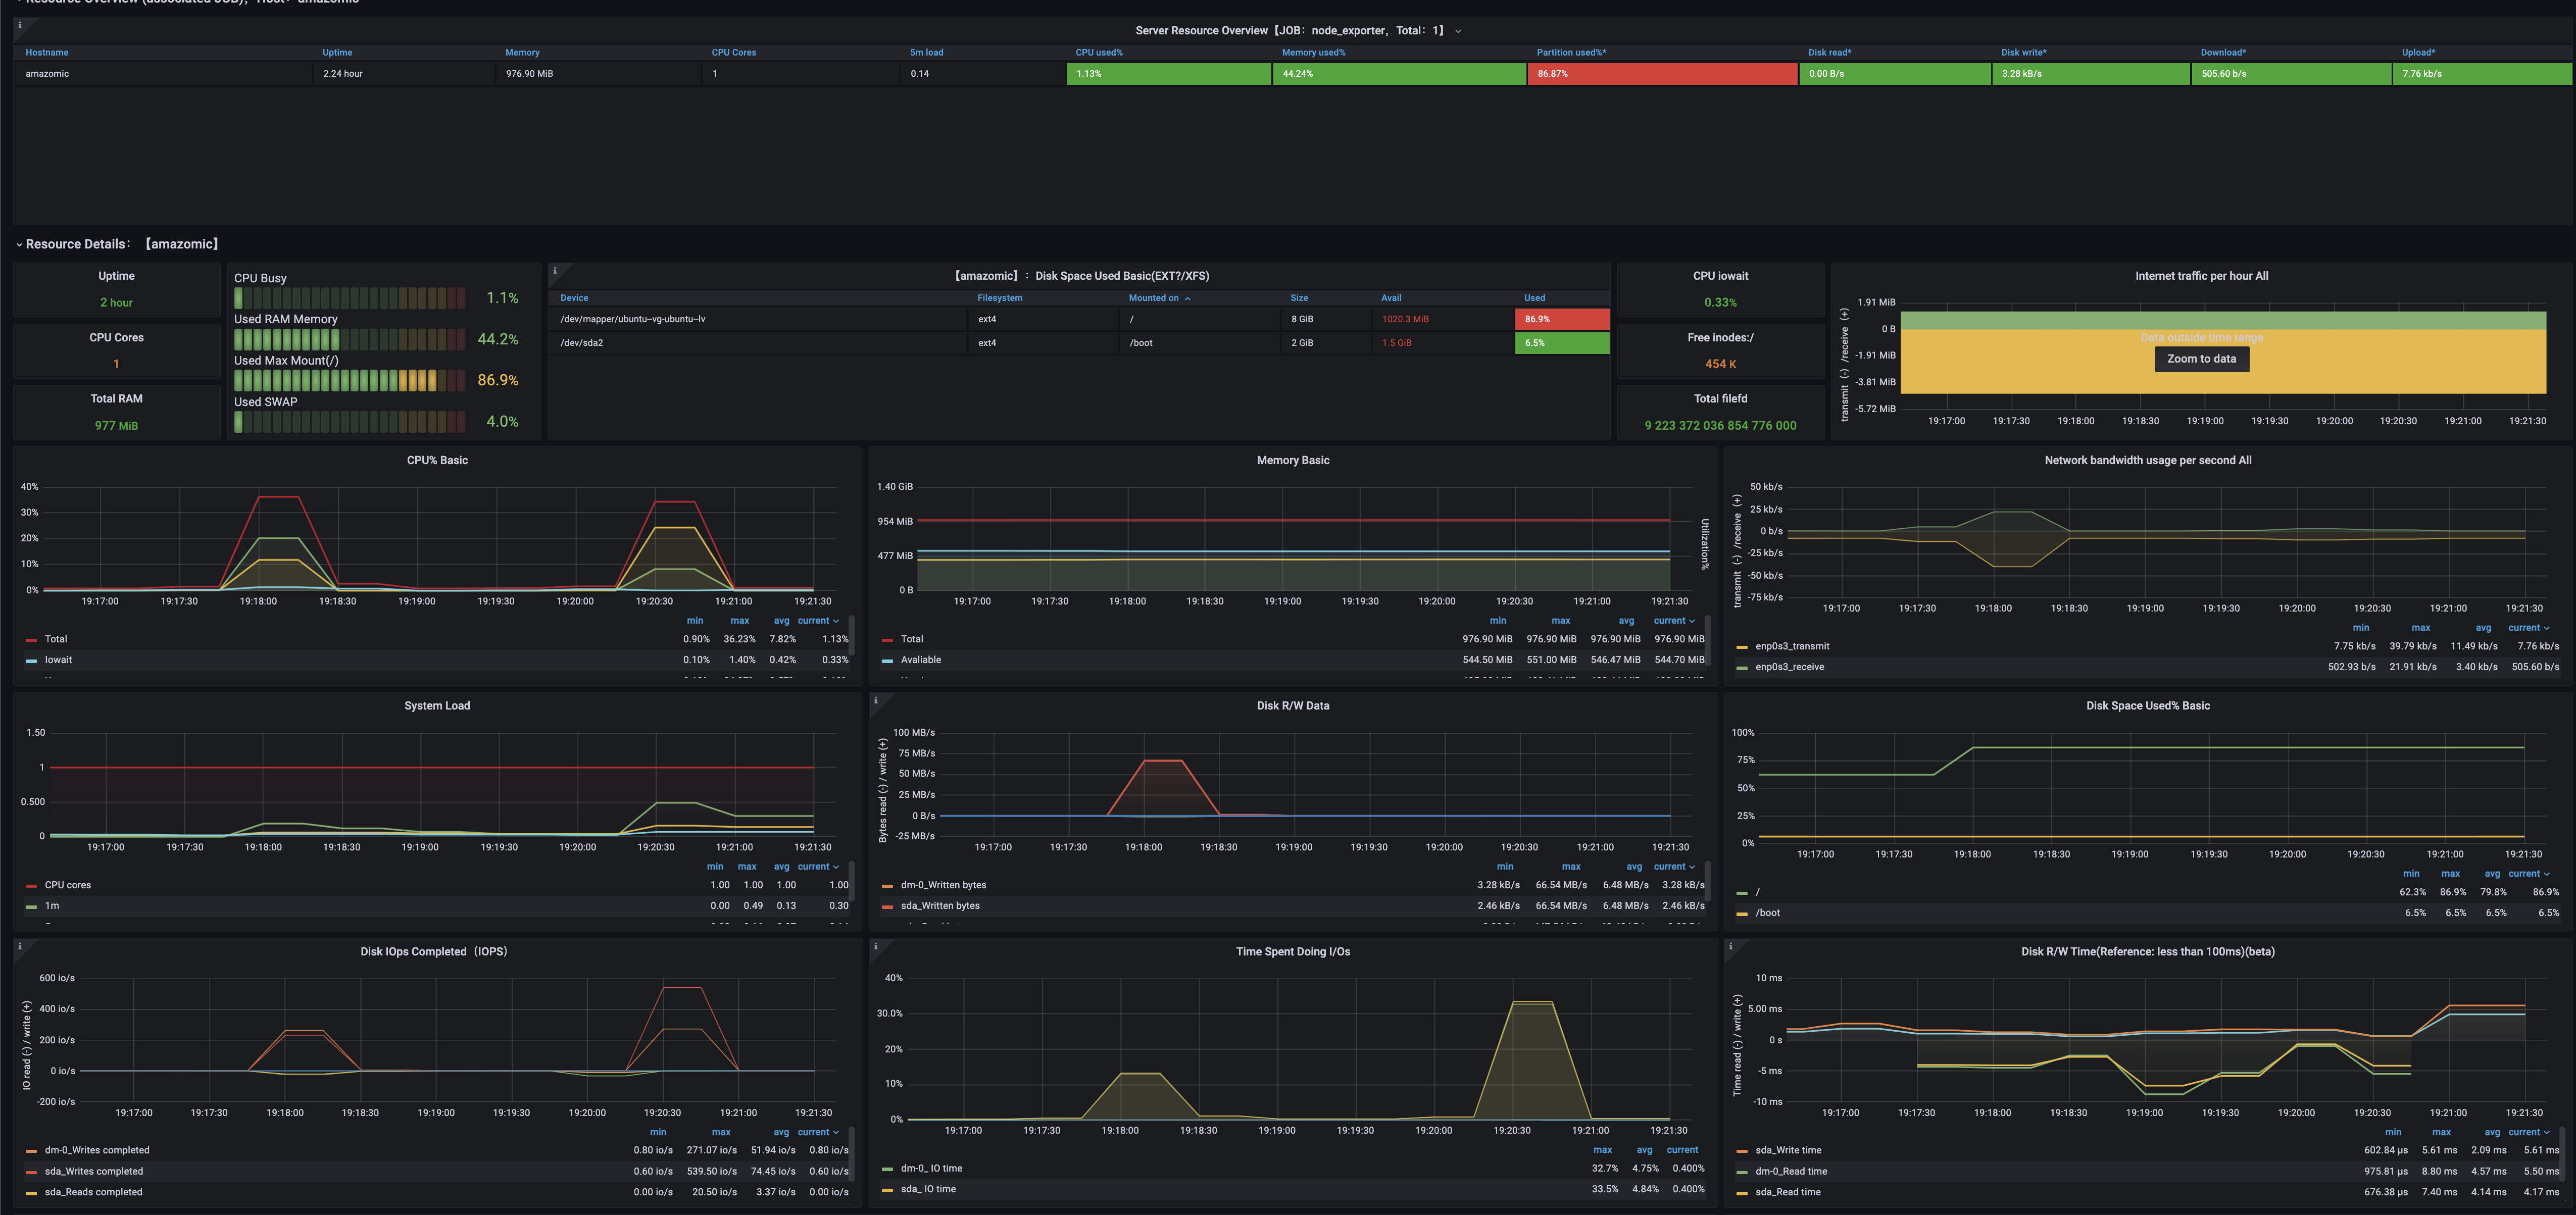 Resource Overview (associated JOB)，Host：amazomic
Server Resource Overview【JOB：node_exporter，Total：1】
Hostname Uptime Memory CPU Cores 5m load CPU used% Memory used% Partition used%* Disk read* Disk write* Download* Upload*
amazomic 2.24 hour 976.90 MiB 1 0.14 1.13% 44.24% 86.87% 0.00 B/s 3.28 kB/s 505.60 b/s 7.76 kb/s
Resource Details：【amazomic】
Uptime
2 hour
CPU Cores
1
Total RAM
977 MiB
CPU Busy
1.1%
Used RAM Memory
44.2%
Used Max Mount(/)
86.9%
Used SWAP
4.0%
【amazomic】：Disk Space Used Basic(EXT?/XFS)
Device Filesystem Mounted on Size Avail Used
/dev/mapper/ubuntu--vg-ubuntu--lv ext4 / 8 GiB 1020.3 MiB 86.9%
/dev/sda2 ext4 /boot 2 GiB 1.5 GiB 6.5%
CPU iowait
0.33%
Free inodes:/
454 K
Total filefd
9 223 372 036 854 776 000
Internet traffic per hour All
transmit（-）/receive（+）
1.91 MiB
0 B
-1.91 MiB
-3.81 MiB
-5.72 MiB
Data outside time range
Zoom to data
19:17:00 19:17:30 19:18:00 19:18:30 19:19:00 19:19:30 19:20:00 19:20:30 19:21:00 19:21:30
CPU% Basic
40%
30%
20%
10%
0%
19:17:00 19:17:30 19:18:00 19:18:30 19:19:00 19:19:30 19:20:00 19:20:30 19:21:00 19:21:30
min max avg current
Total 0.90% 36.23% 7.82% 1.13%
Iowait 0.10% 1.40% 0.42% 0.33%
Memory Basic
1.40 GiB
954 MiB
477 MiB
0 B
Utilization%
19:17:00 19:17:30 19:18:00 19:18:30 19:19:00 19:19:30 19:20:00 19:20:30 19:21:00 19:21:30
min max avg current
Total 976.90 MiB 976.90 MiB 976.90 MiB 976.90 MiB
Avaliable 544.50 MiB 551.00 MiB 546.47 MiB 544.70 MiB
Network bandwidth usage per second All
transmit（-）/receive（+）
50 kb/s
25 kb/s
0 b/s
-25 kb/s
-50 kb/s
-75 kb/s
19:17:00 19:17:30 19:18:00 19:18:30 19:19:00 19:19:30 19:20:00 19:20:30 19:21:00 19:21:30
min max avg current
enp0s3_transmit 7.75 kb/s 39.79 kb/s 11.49 kb/s 7.76 kb/s
enp0s3_receive 502.93 b/s 21.91 kb/s 3.40 kb/s 505.60 b/s
System Load
1.50
1
0.500
0
19:17:00 19:17:30 19:18:00 19:18:30 19:19:00 19:19:30 19:20:00 19:20:30 19:21:00 19:21:30
min max avg current
CPU cores 1.00 1.00 1.00 1.00
1m 0.00 0.49 0.13 0.30
Disk R/W Data
Bytes read (-) / write (+)
100 MB/s
75 MB/s
50 MB/s
25 MB/s
0 B/s
-25 MB/s
19:17:00 19:17:30 19:18:00 19:18:30 19:19:00 19:19:30 19:20:00 19:20:30 19:21:00 19:21:30
min max avg current
dm-0_Written bytes 3.28 kB/s 66.54 MB/s 6.48 MB/s 3.28 kB/s
sda_Written bytes 2.46 kB/s 66.54 MB/s 6.48 MB/s 2.46 kB/s
Disk Space Used% Basic
100%
75%
50%
25%
0%
19:17:00 19:17:30 19:18:00 19:18:30 19:19:00 19:19:30 19:20:00 19:20:30 19:21:00 19:21:30
min max avg current
/ 62.3% 86.9% 79.8% 86.9%
/boot 6.5% 6.5% 6.5% 6.5%
Disk IOps Completed（IOPS）
IO read (-) / write (+)
600 io/s
400 io/s
200 io/s
0 io/s
-200 io/s
19:17:00 19:17:30 19:18:00 19:18:30 19:19:00 19:19:30 19:20:00 19:20:30 19:21:00 19:21:30
min max avg current
dm-0_Writes completed 0.80 io/s 271.07 io/s 51.94 io/s 0.80 io/s
sda_Writes completed 0.60 io/s 539.50 io/s 74.45 io/s 0.60 io/s
sda_Reads completed 0.00 io/s 20.50 io/s 3.37 io/s 0.00 io/s
Time Spent Doing I/Os
40%
30.0%
20%
10%
0%
19:17:00 19:17:30 19:18:00 19:18:30 19:19:00 19:19:30 19:20:00 19:20:30 19:21:00 19:21:30
max avg current
dm-0_ IO time 32.7% 4.75% 0.400%
sda_ IO time 33.5% 4.84% 0.400%
Disk R/W Time(Reference: less than 100ms)(beta)
Time read (-) / write (+)
10 ms
5.00 ms
0 s
-5 ms
-10 ms
19:17:00 19:17:30 19:18:00 19:18:30 19:19:00 19:19:30 19:20:00 19:20:30 19:21:00 19:21:30
min max avg current
sda_Write time 602.84 µs 5.61 ms 2.09 ms 5.61 ms
dm-0_Read time 975.81 µs 8.80 ms 4.57 ms 5.50 ms
sda_Read time 676.38 µs 7.40 ms 4.14 ms 4.17 ms